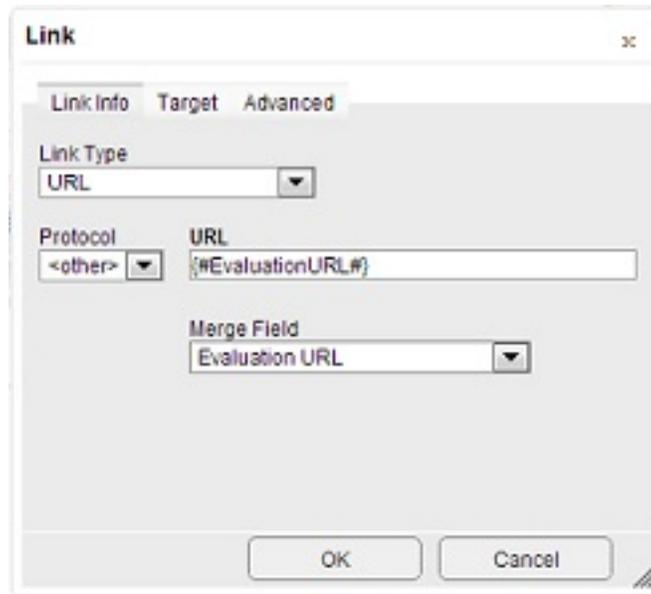 Link
Link Info Target Advanced
Link Type
URL
Protocol URL
<other> {#EvaluationURL#}
Merge Field
Evaluation URL
OK Cancel